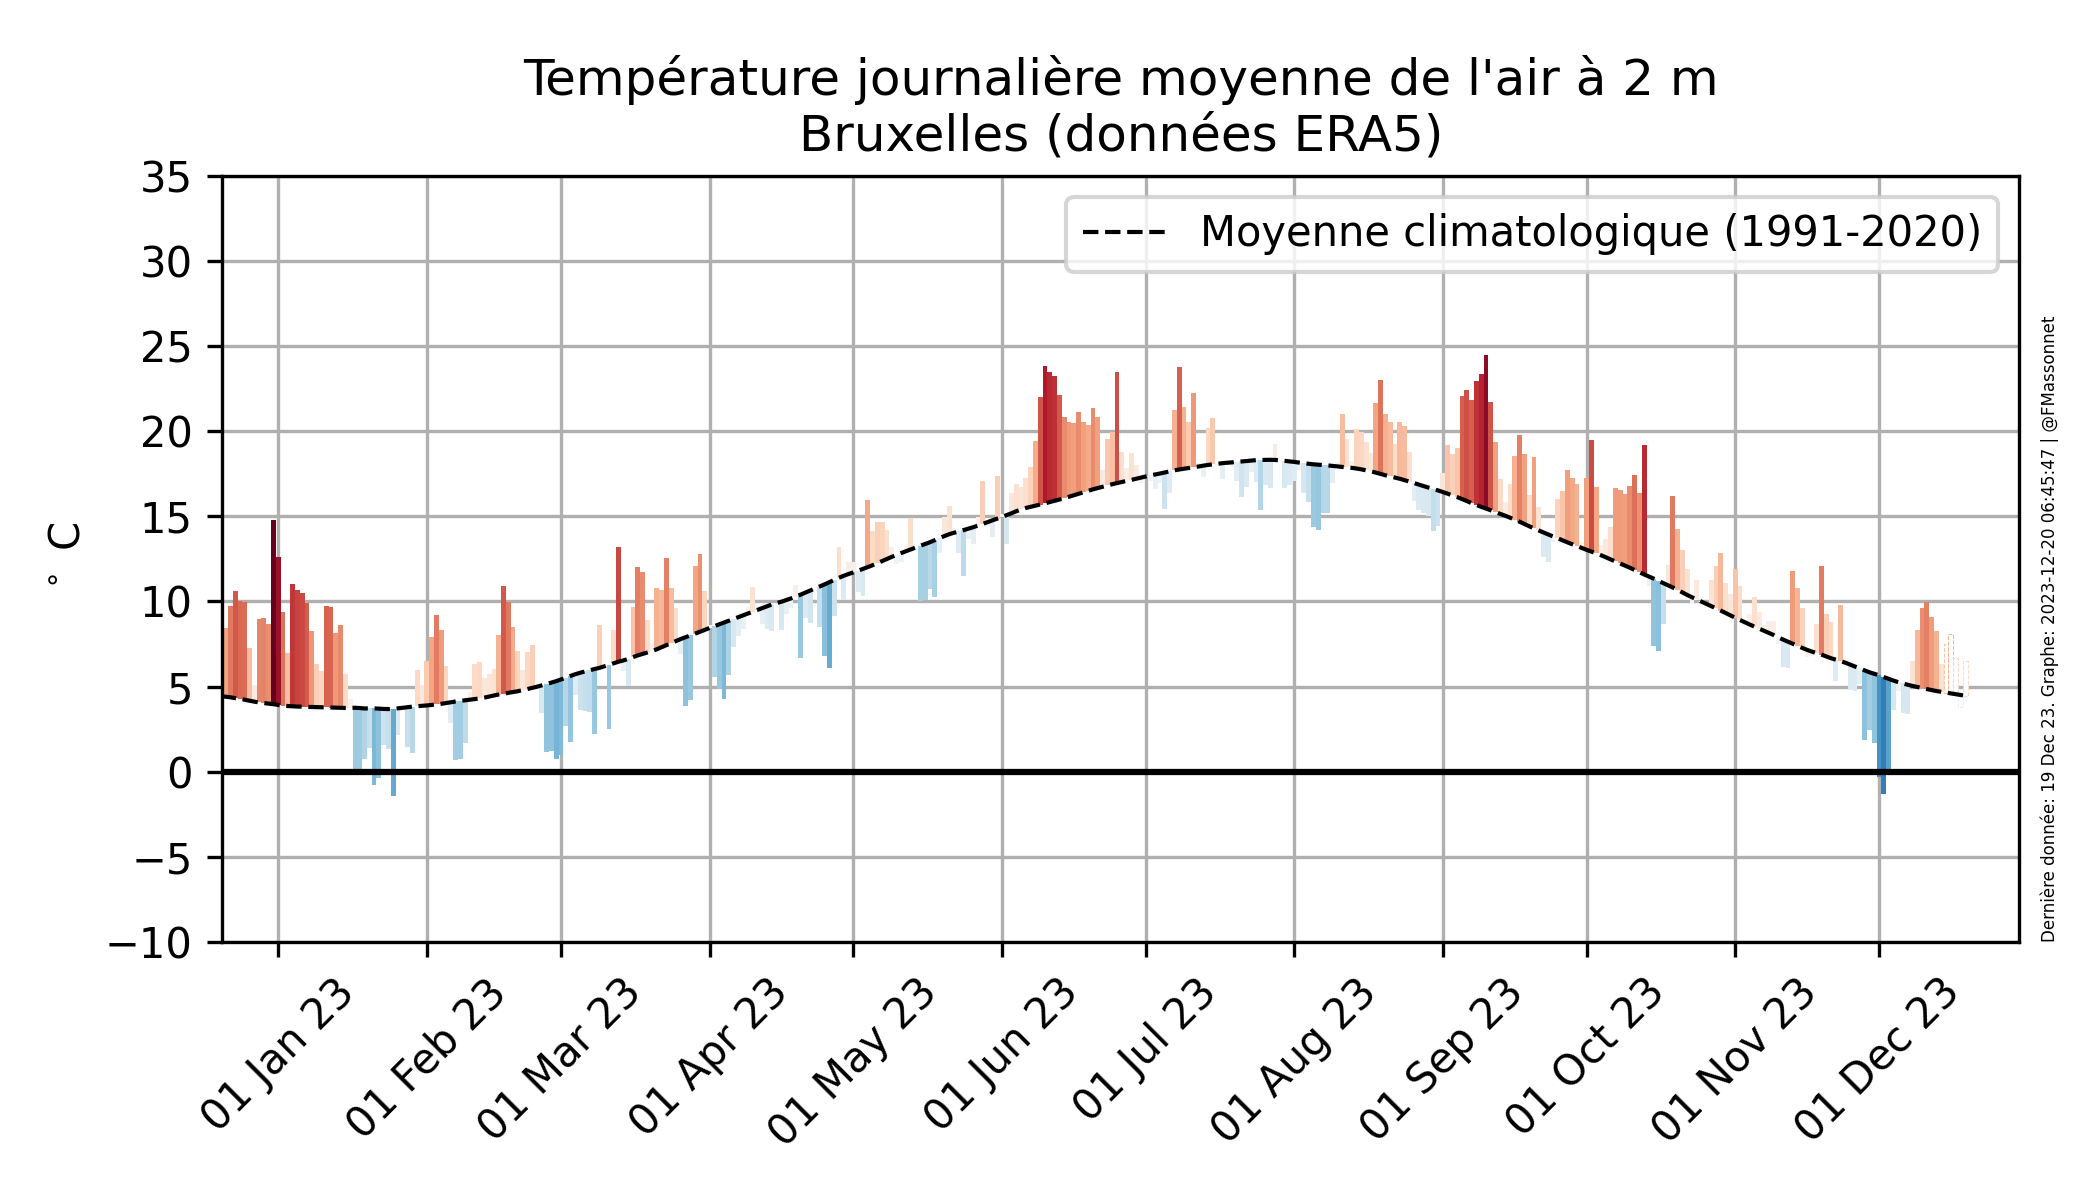 Température journalière moyenne de l'air à 2 m
Bruxelles (données ERA5)
Moyenne climatologique (1991-2020)
° C
35
30
25
20
15
10
5
0
−5
−10
01 Jan 23
01 Feb 23
01 Mar 23
01 Apr 23
01 May 23
01 Jun 23
01 Jul 23
01 Aug 23
01 Sep 23
01 Oct 23
01 Nov 23
01 Dec 23
Dernière donnée: 19 Dec 23. Graphe: 2023-12-20 06:45:47 | @FMassonnet